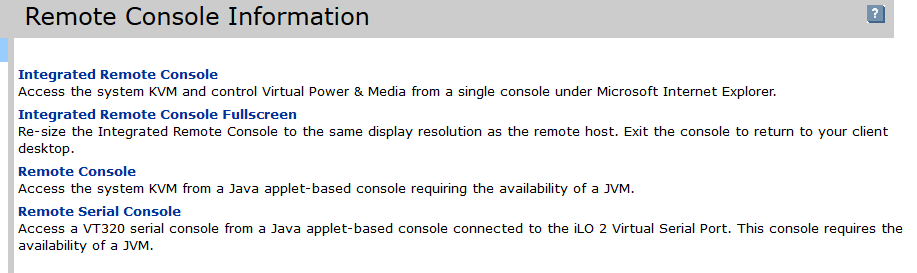 Remote Console Information
?
Integrated Remote Console
Access the system KVM and control Virtual Power & Media from a single console under Microsoft Internet Explorer.
Integrated Remote Console Fullscreen
Re-size the Integrated Remote Console to the same display resolution as the remote host. Exit the console to return to your client
desktop.
Remote Console
Access the system KVM from a Java applet-based console requiring the availability of a JVM.
Remote Serial Console
Access a VT320 serial console from a Java applet-based console connected to the iLO 2 Virtual Serial Port. This console requires the
availability of a JVM.